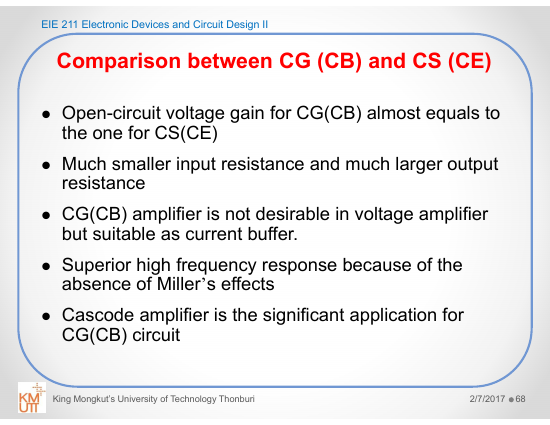 EIE 211 Electronic Devices and Circuit Design II
Comparison between CG (CB) and CS (CE)
● Open-circuit voltage gain for CG(CB) almost equals to
the one for CS(CE)
● Much smaller input resistance and much larger output
resistance
● CG(CB) amplifier is not desirable in voltage amplifier
but suitable as current buffer.
● Superior high frequency response because of the
absence of Miller’s effects
● Cascode amplifier is the significant application for
CG(CB) circuit
KM
UTT
King Mongkut's University of Technology Thonburi
2/7/2017 ●68